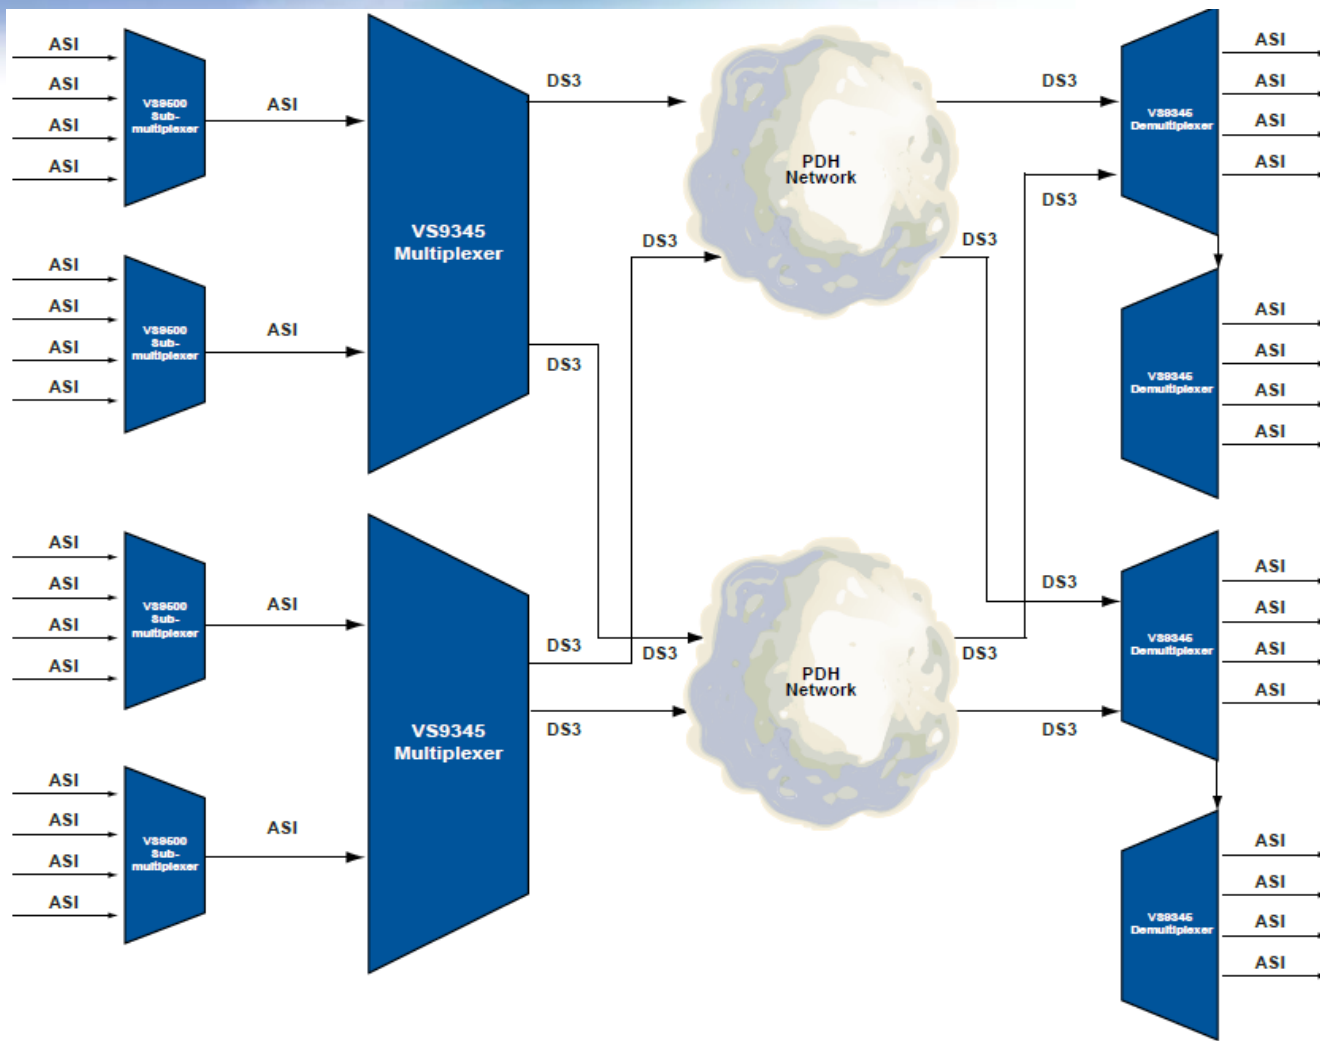 ASI
ASI
ASI
ASI
VS9500
Sub-
multiplexer
ASI
ASI
ASI
ASI
ASI
VS9500
Sub-
multiplexer
ASI
VS9345
Multiplexer
DS3
DS3
ASI
ASI
ASI
ASI
VS9500
Sub-
multiplexer
ASI
ASI
ASI
ASI
ASI
VS9500
Sub-
multiplexer
ASI
VS9345
Multiplexer
DS3
DS3
DS3
DS3
PDH
Network
DS3
DS3
DS3
PDH
Network
DS3
DS3
DS3
VS9345
Demultiplexer
ASI
ASI
ASI
ASI
VS9345
Demultiplexer
ASI
ASI
ASI
ASI
VS9345
Demultiplexer
ASI
ASI
ASI
ASI
VS9345
Demultiplexer
ASI
ASI
ASI
ASI